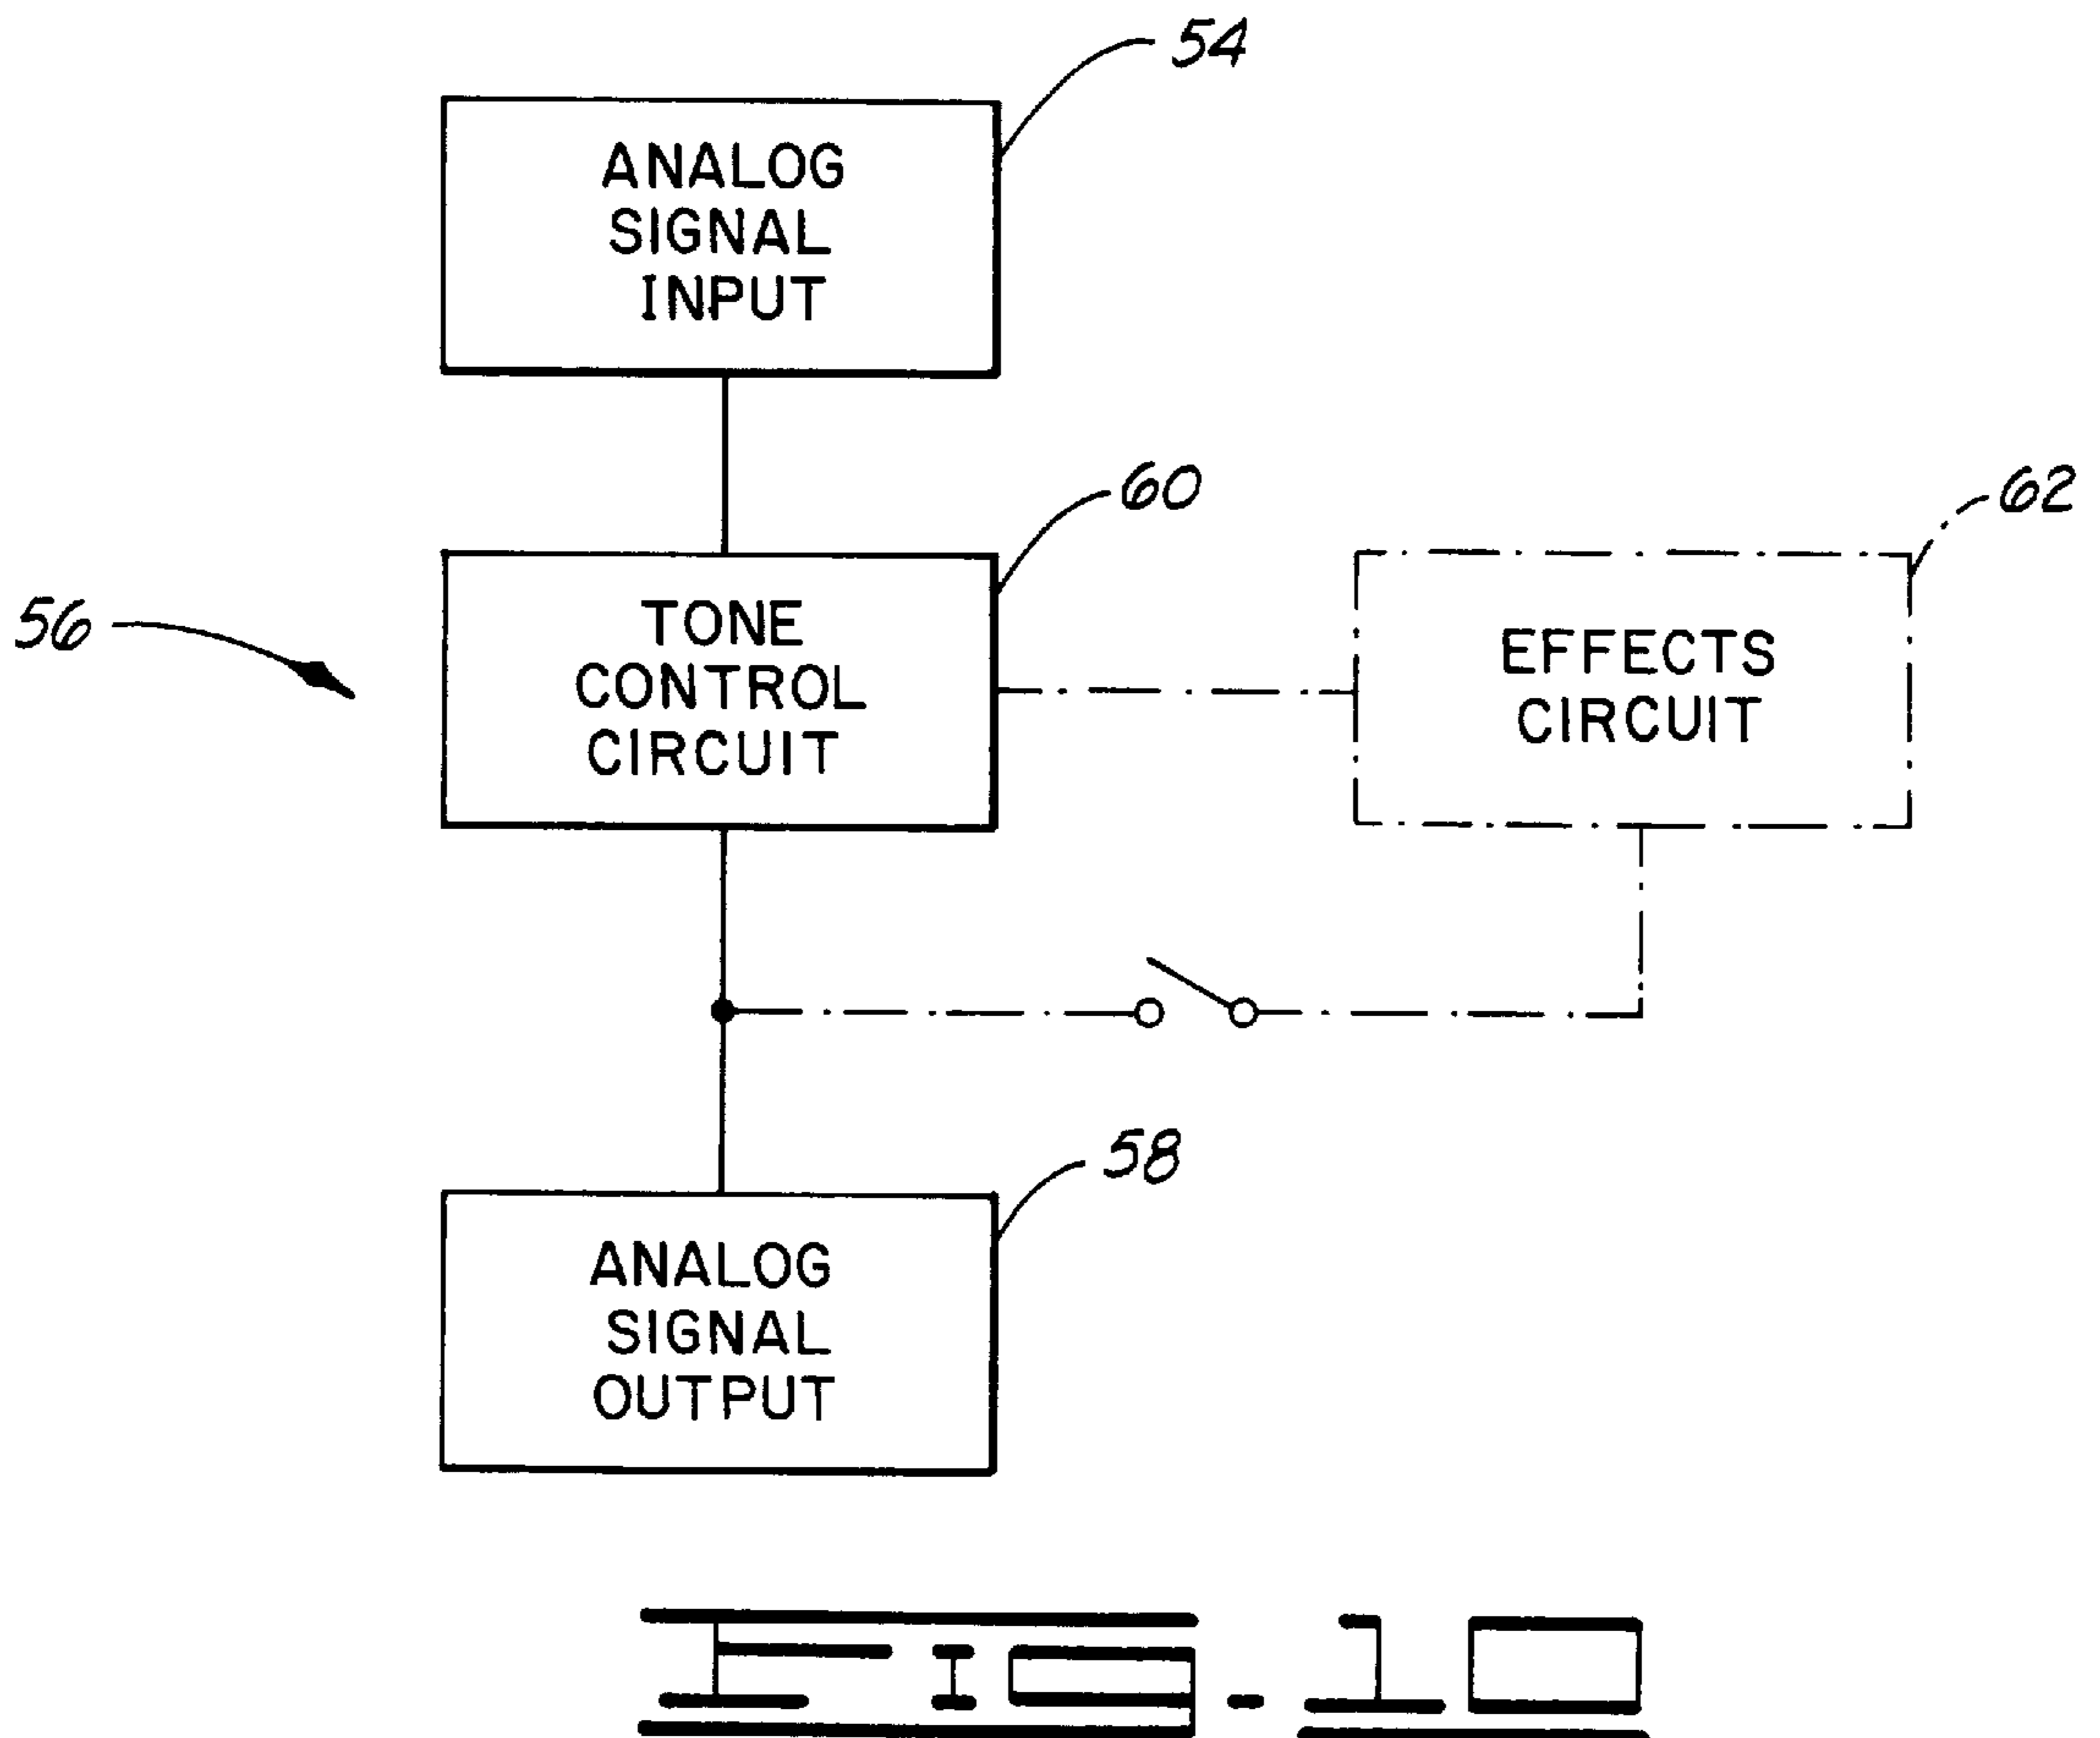 54
ANALOG
SIGNAL
INPUT
60
62
56
TONE
CONTROL
CIRCUIT
EFFECTS
CIRCUIT
58
ANALOG
SIGNAL
OUTPUT
FIG-10